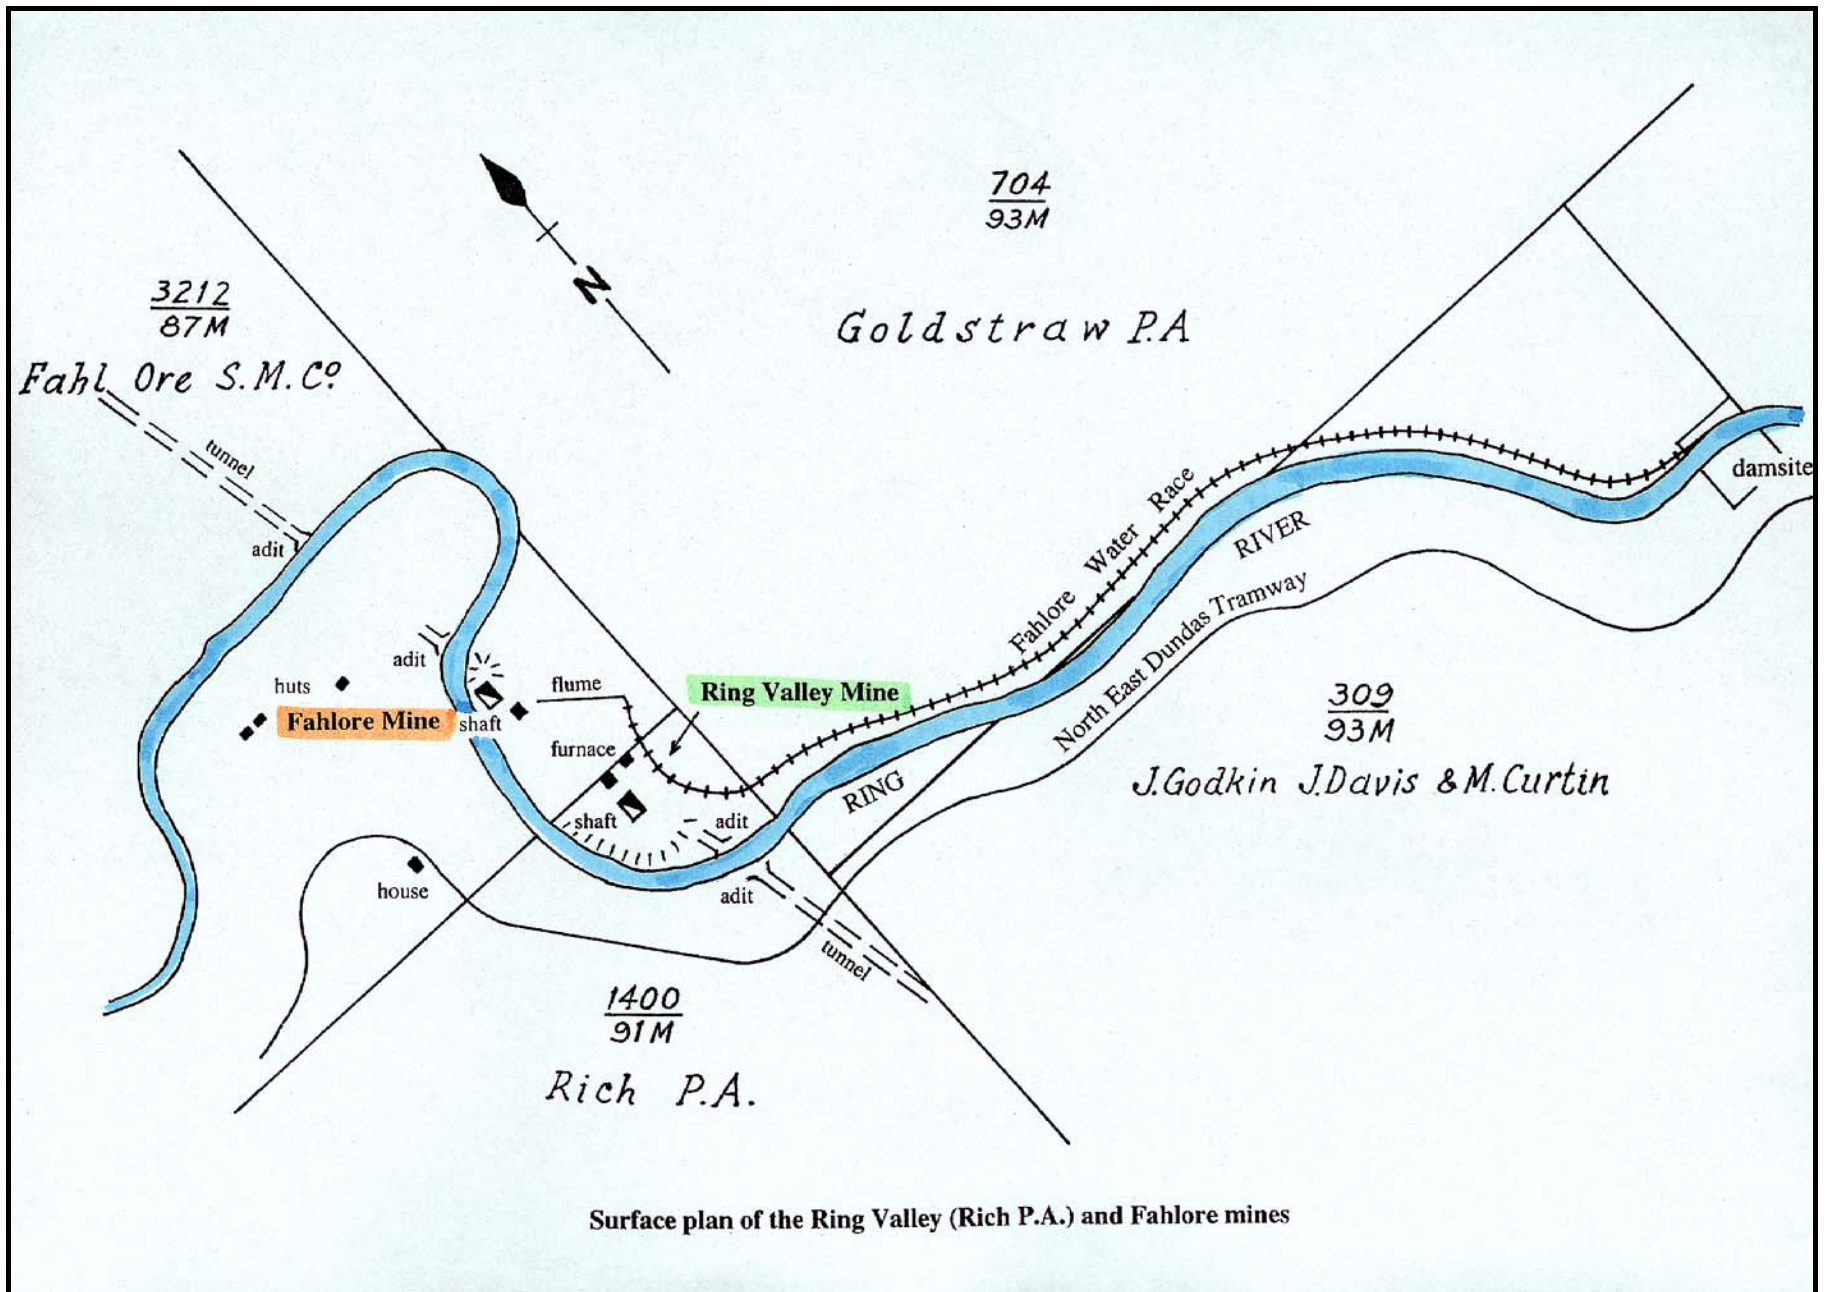 704
93M
N
3212
87M
Goldstraw P.A
Fahl Ore S.M.Cº.
tunnel
damsite
adit
Fahlore Water Race
RIVER
North East Dundas Tramway
adit
huts
flume
Ring Valley Mine
Fahlore Mine
shaft
309
93M
furnace
J.Godkin J.Davis & M.Curtin
RING
shaft
adit
house
adit
tunnel
1400
91M
Rich P.A.
Surface plan of the Ring Valley (Rich P.A.) and Fahlore mines